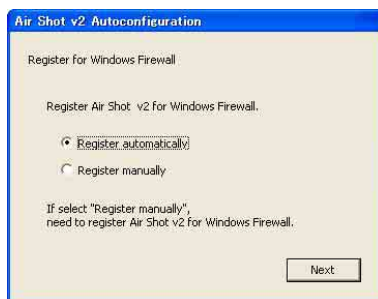 Air Shot v2 Autoconfiguration
Register for Windows Firewall
Register Air Shot v2 for Windows Firewall.
Register automatically
Register manually
If select "Register manually",
need to register Air Shot v2 for Windows Firewall.
Next